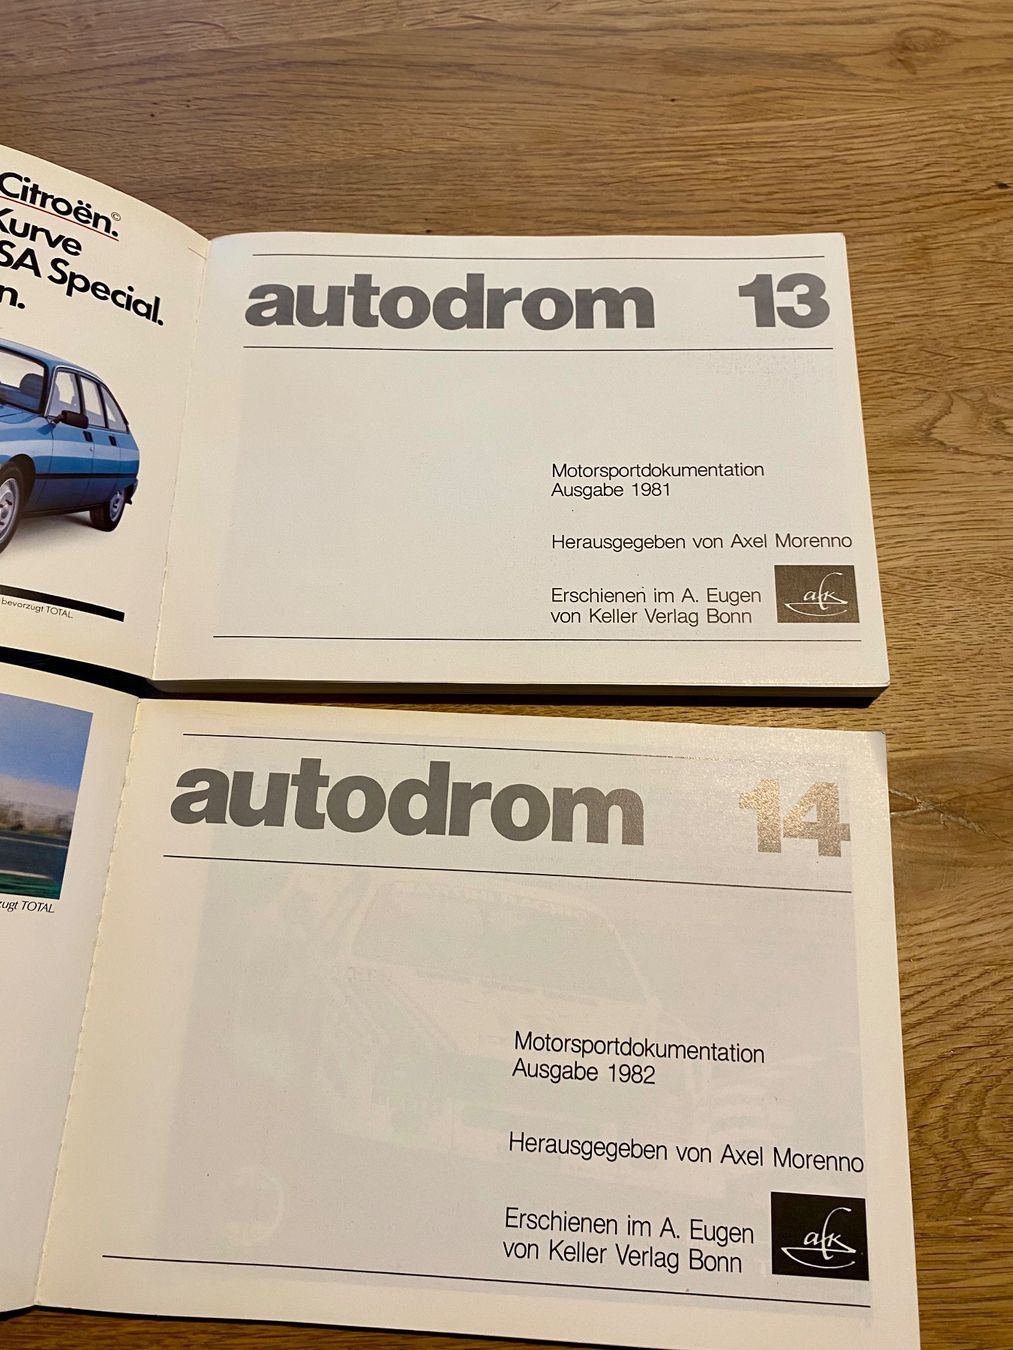 Citroën.©
Kurve
SA Special.
n.
bevorzugt TOTAL.
autodrom 13
Motorsportdokumentation
Ausgabe 1981
Herausgegeben von Axel Morenno
Erschienen im A. Eugen
von Keller Verlag Bonn
afk
zugt TOTAL
autodrom 14
Motorsportdokumentation
Ausgabe 1982
Herausgegeben von Axel Morenno
Erschienen im A. Eugen
von Keller Verlag Bonn